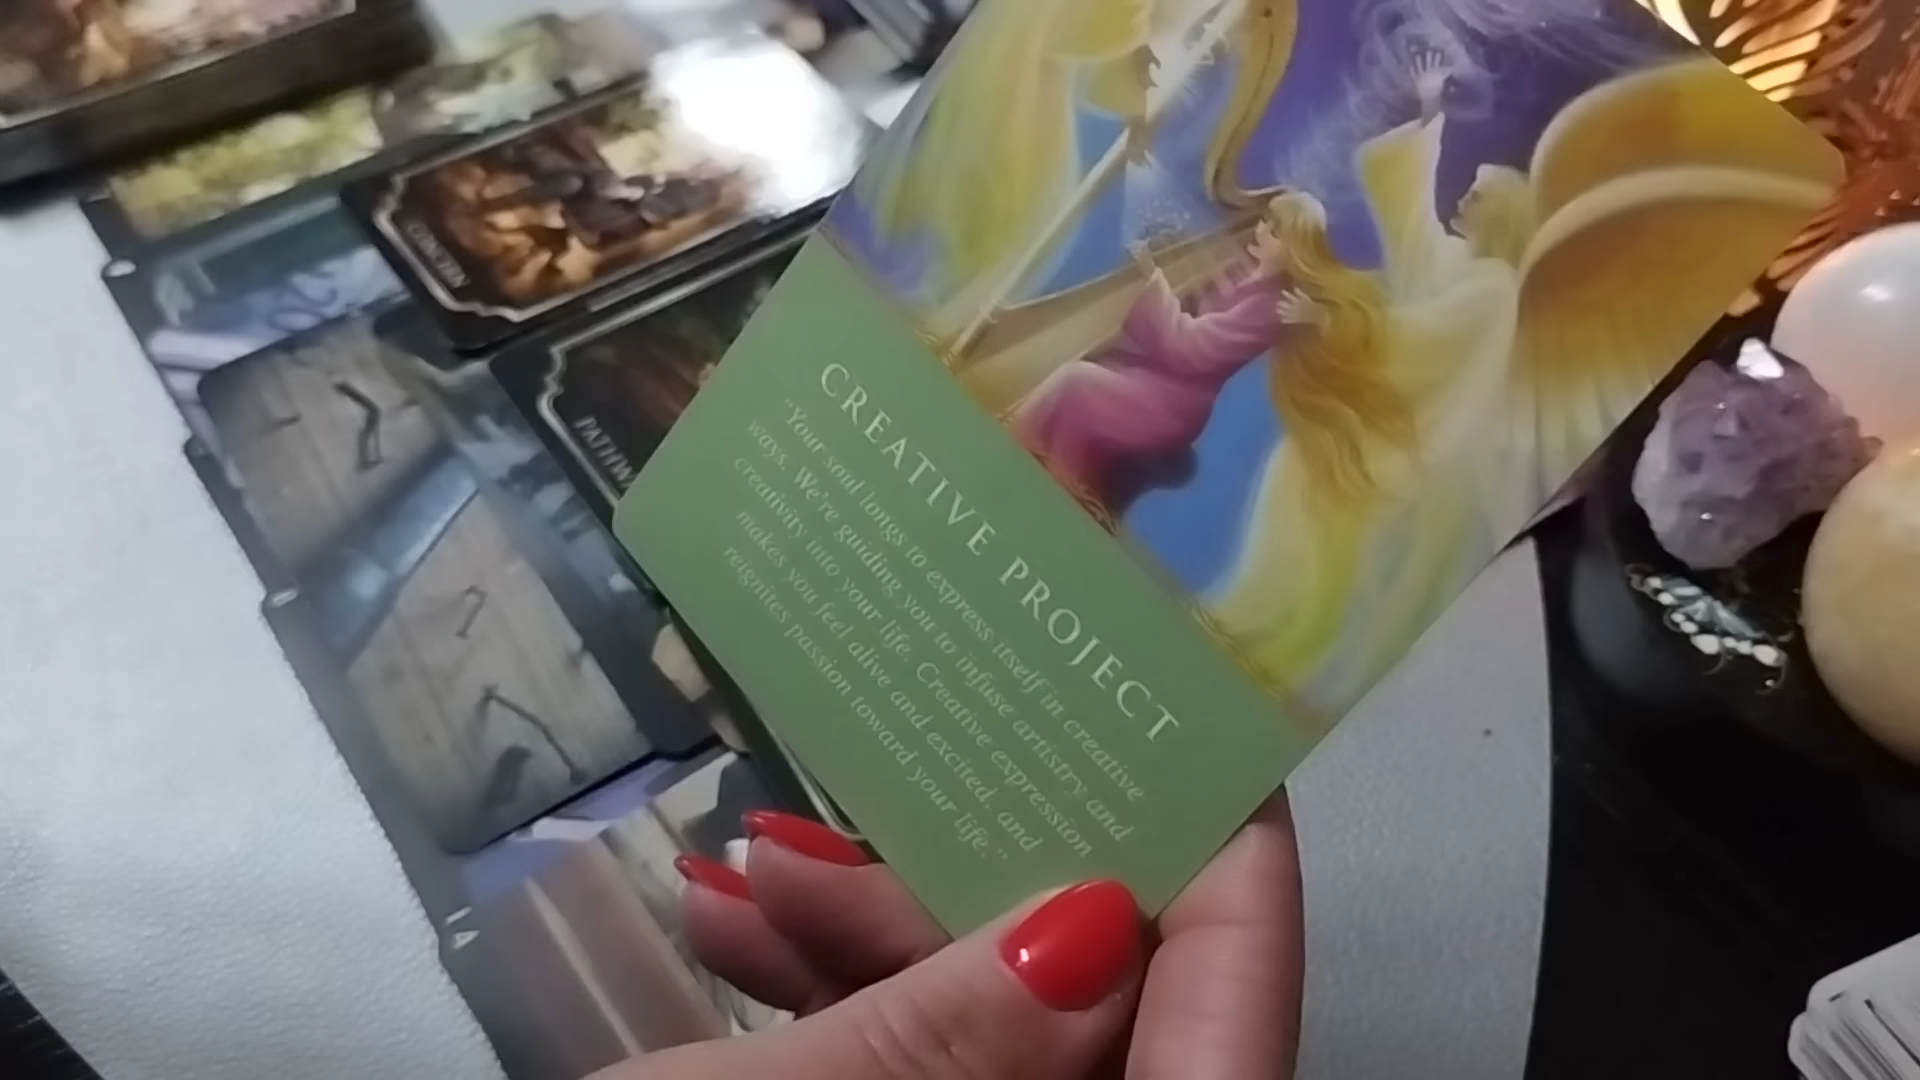 CREATIVE PROJECT
"Your soul longs to express itself in creative
ways. We're guiding you to infuse artistry and
creativity into your life. Creative expression
makes you feel alive and excited, and
reignites passion toward your life."
PATHW